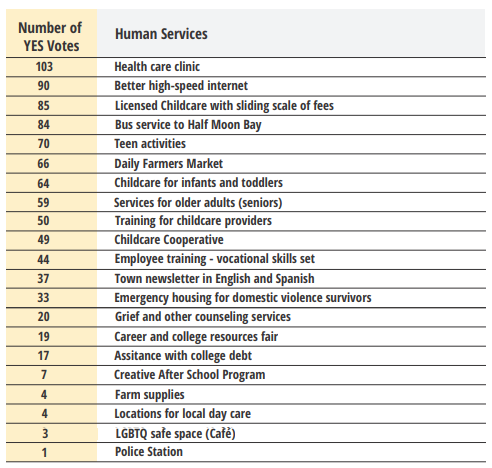 Number of
YES Votes
Human Services
103 Health care clinic
90 Better high-speed internet
85 Licensed Childcare with sliding scale of fees
84 Bus service to Half Moon Bay
70 Teen activities
66 Daily Farmers Market
64 Childcare for infants and toddlers
59 Services for older adults (seniors)
50 Training for childcare providers
49 Childcare Cooperative
44 Employee training - vocational skills set
37 Town newsletter in English and Spanish
33 Emergency housing for domestic violence survivors
20 Grief and other counseling services
19 Career and college resources fair
17 Assitance with college debt
7 Creative After School Program
4 Farm supplies
4 Locations for local day care
3 LGBTQ safe space (Café)
1 Police Station